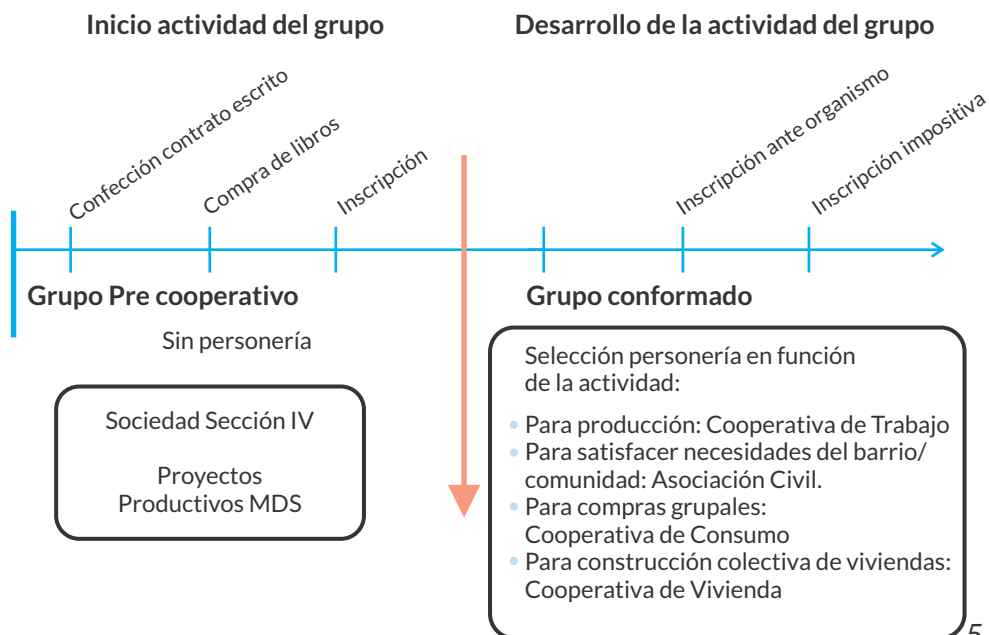 Inicio actividad del grupo
Desarrollo de la actividad del grupo
Confección contrato escrito
Compra de libros
Inscripción
Inscripción ante organismo
Inscripción impositiva
Grupo Pre cooperativo
Sin personería
Sociedad Sección IV
Proyectos
Productivos MDS
Grupo conformado
Selección personería en función
de la actividad:
• Para producción: Cooperativa de Trabajo
• Para satisfacer necesidades del barrio/
comunidad: Asociación Civil.
• Para compras grupales:
Cooperativa de Consumo
• Para construcción colectiva de viviendas:
Cooperativa de Vivienda
5